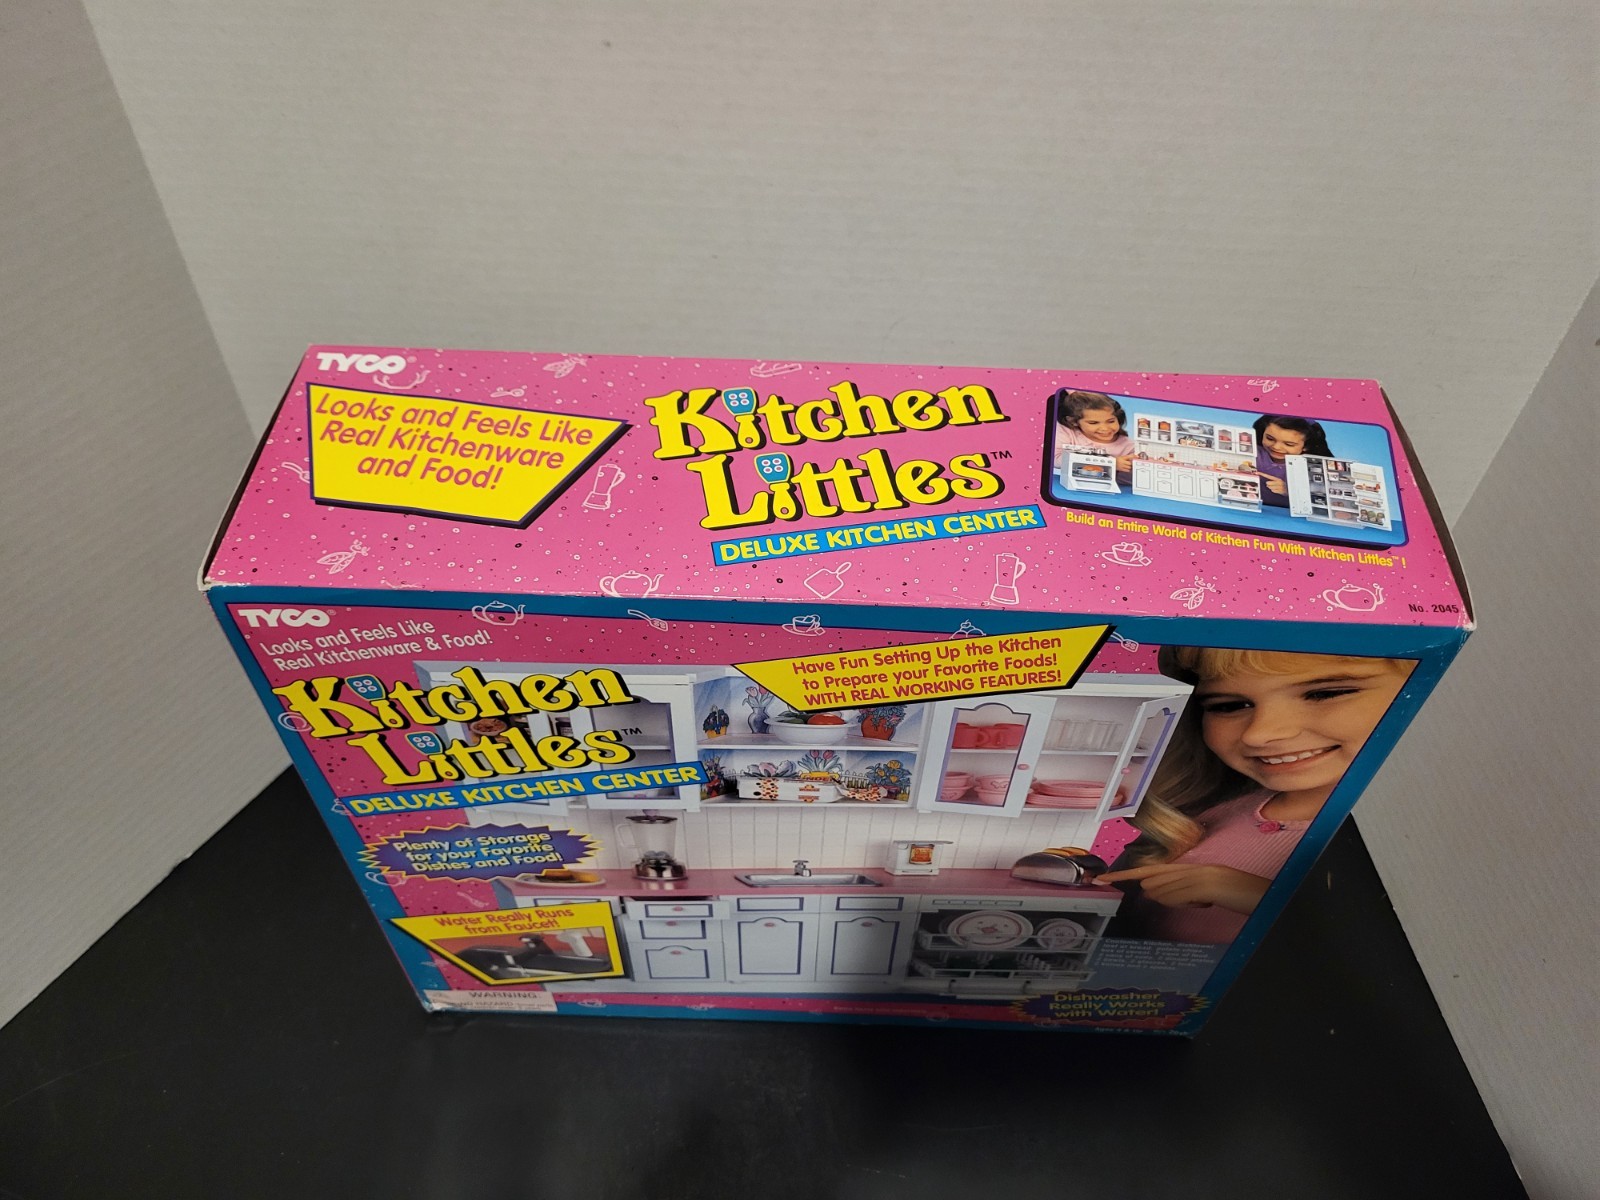 TYCO®
Looks and Feels Like
Real Kitchenware
and Food!
Kitchen
Littles™
DELUXE KITCHEN CENTER
Build an Entire World of Kitchen Fun With Kitchen Littles™!
No. 2045
TYCO®
Looks and Feels Like
Real Kitchenware & Food!
Kitchen
Littles™
DELUXE KITCHEN CENTER
Have Fun Setting Up the Kitchen
to Prepare your Favorite Foods!
WITH REAL WORKING FEATURES!
Plenty of Storage
for your Favorite
Dishes and Food!
Water Really Runs
from Faucet!
WARNING:
Dishwasher
Really Works
with Water!